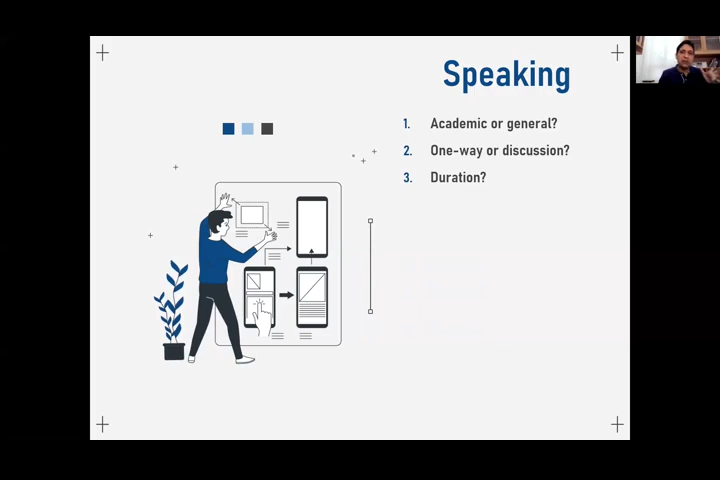 Speaking
1. Academic or general?
2. One-way or discussion?
3. Duration?